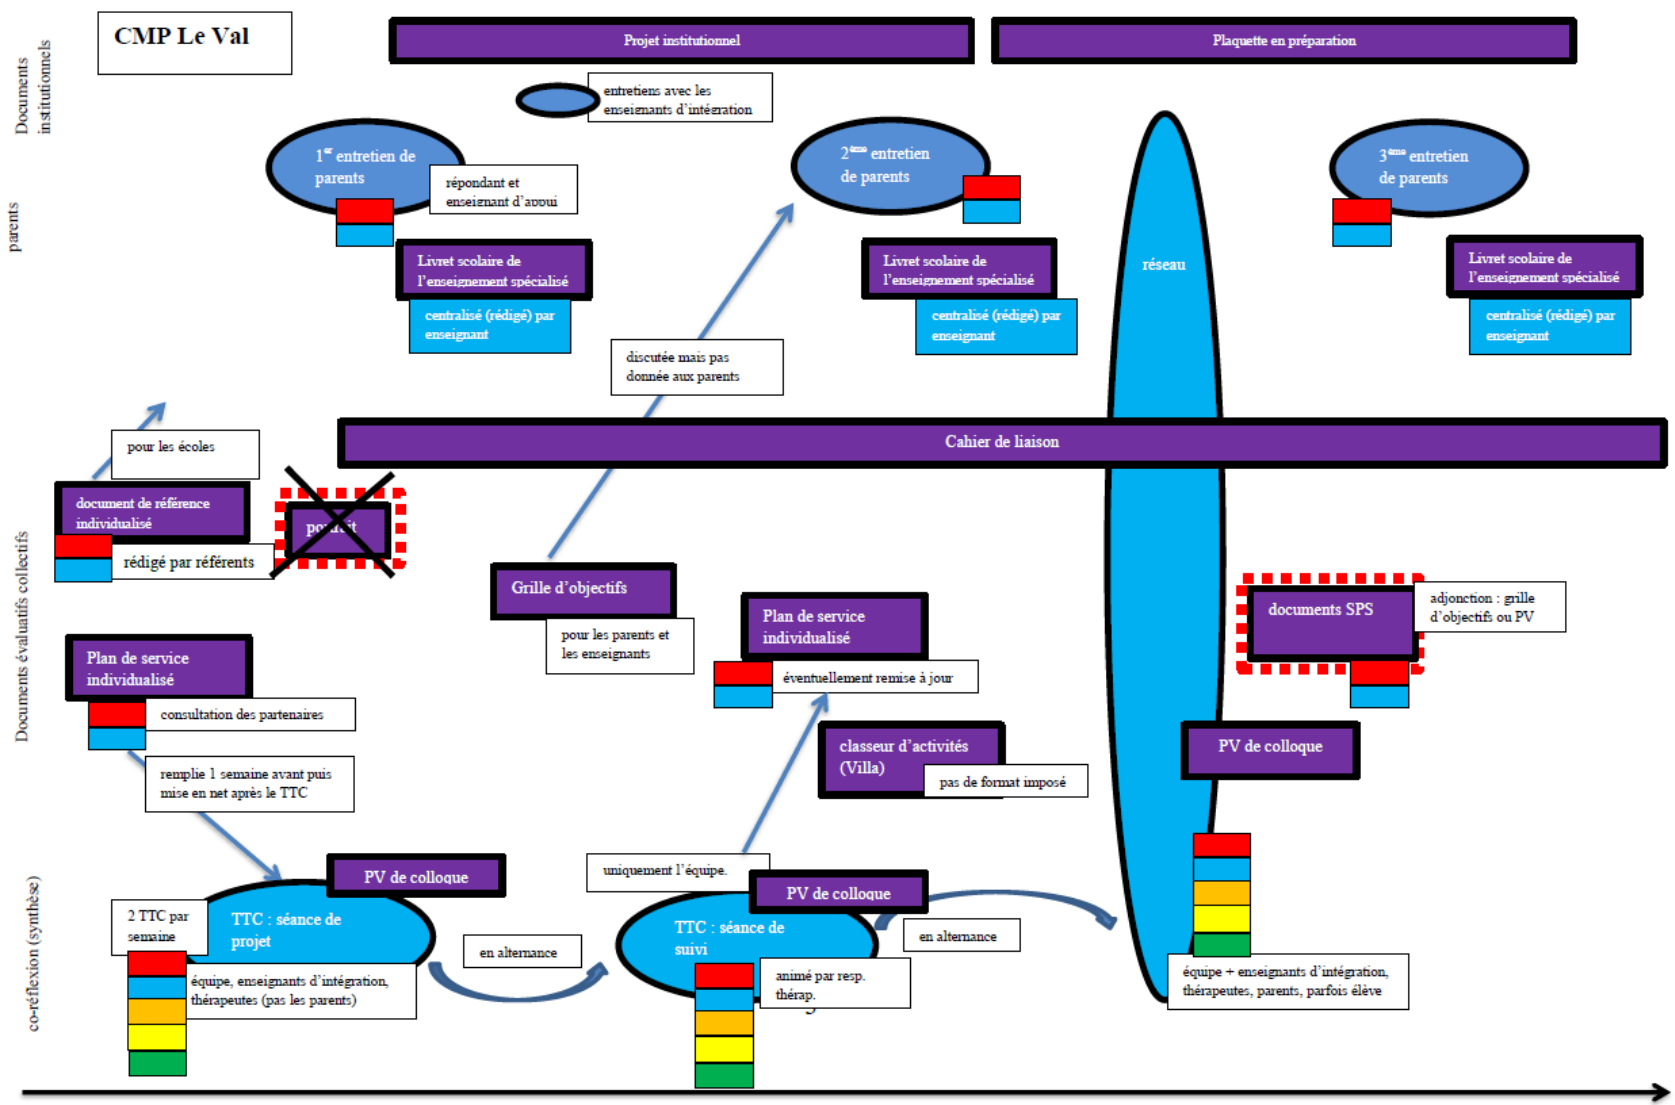 CMP Le Val
Projet institutionnel
Plaquette en préparation
Documents
institutionnels
entretiens avec les
enseignants d'intégration
1er entretien de
parents
répondant et
enseignant d'appui
2ème entretien
de parents
3ème entretien
de parents
parents
Livret scolaire de
l'enseignement spécialisé
centralisé (rédigé) par
enseignant
Livret scolaire de
l'enseignement spécialisé
centralisé (rédigé) par
enseignant
réseau
Livret scolaire de
l'enseignement spécialisé
centralisé (rédigé) par
enseignant
discutée mais pas
donnée aux parents
pour les écoles
Cahier de liaison
document de référence
individualisé
rédigé par référents
portrait
Documents évaluatifs collectifs
Grille d'objectifs
pour les parents et
les enseignants
Plan de service
individualisé
éventuellement remise à jour
documents SPS
adjonction : grille
d'objectifs ou PV
Plan de service
individualisé
consultation des partenaires
remplie 1 semaine avant puis
mise en net après le TTC
classeur d'activités
(Villa)
pas de format imposé
PV de colloque
co-réflexion (synthèse)
PV de colloque
2 TTC par
semaine
TTC : séance de
projet
équipe, enseignants d'intégration,
thérapeutes (pas les parents)
en alternance
uniquement l'équipe.
PV de colloque
TTC : séance de
suivi
animé par resp.
thérap.
en alternance
équipe + enseignants d'intégration,
thérapeutes, parents, parfois élève